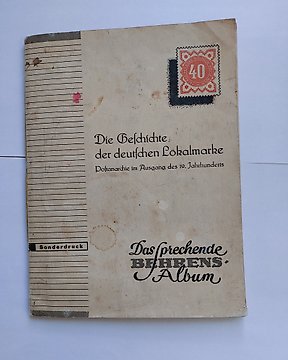 40
Die Geschichte
der deutschen Lokalmarke
Postanarchie im Ausgang des 19. Jahrhunderts
Sonderdruck
Das sprechende
BEHRENS-
Album